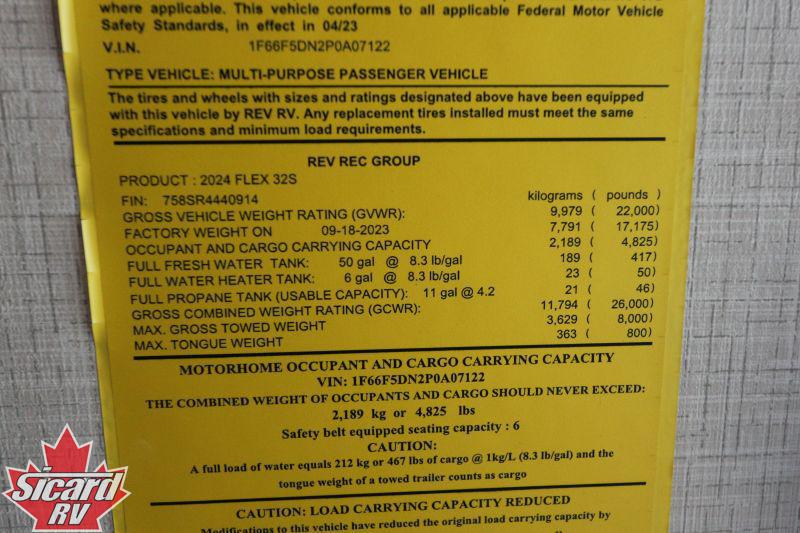 where applicable. This vehicle conforms to all applicable Federal Motor Vehicle
Safety Standards, in effect in 04/23
V.I.N. 1F66F5DN2P0A07122
TYPE VEHICLE: MULTI-PURPOSE PASSENGER VEHICLE
The tires and wheels with sizes and ratings designated above have been equipped
with this vehicle by REV RV. Any replacement tires installed must meet the same
specifications and minimum load requirements.
REV REC GROUP
PRODUCT : 2024 FLEX 32S
FIN: 758SR4440914 kilograms ( pounds )
GROSS VEHICLE WEIGHT RATING (GVWR): 9,979 ( 22,000)
FACTORY WEIGHT ON 09-18-2023 7,791 ( 17,175)
OCCUPANT AND CARGO CARRYING CAPACITY 2,189 ( 4,825)
FULL FRESH WATER TANK: 50 gal @ 8.3 lb/gal 189 ( 417)
FULL WATER HEATER TANK: 6 gal @ 8.3 lb/gal 23 ( 50)
FULL PROPANE TANK (USABLE CAPACITY): 11 gal @ 4.2 21 ( 46)
GROSS COMBINED WEIGHT RATING (GCWR): 11,794 ( 26,000)
MAX. GROSS TOWED WEIGHT 3,629 ( 8,000)
MAX. TONGUE WEIGHT 363 ( 800)
MOTORHOME OCCUPANT AND CARGO CARRYING CAPACITY
VIN: 1F66F5DN2P0A07122
THE COMBINED WEIGHT OF OCCUPANTS AND CARGO SHOULD NEVER EXCEED:
2,189 kg or 4,825 lbs
Safety belt equipped seating capacity : 6
CAUTION:
A full load of water equals 212 kg or 467 lbs of cargo @ 1kg/L (8.3 lb/gal) and the
tongue weight of a towed trailer counts as cargo
CAUTION: LOAD CARRYING CAPACITY REDUCED
Modifications to this vehicle have reduced the original load carrying capacity by
Sicard
RV